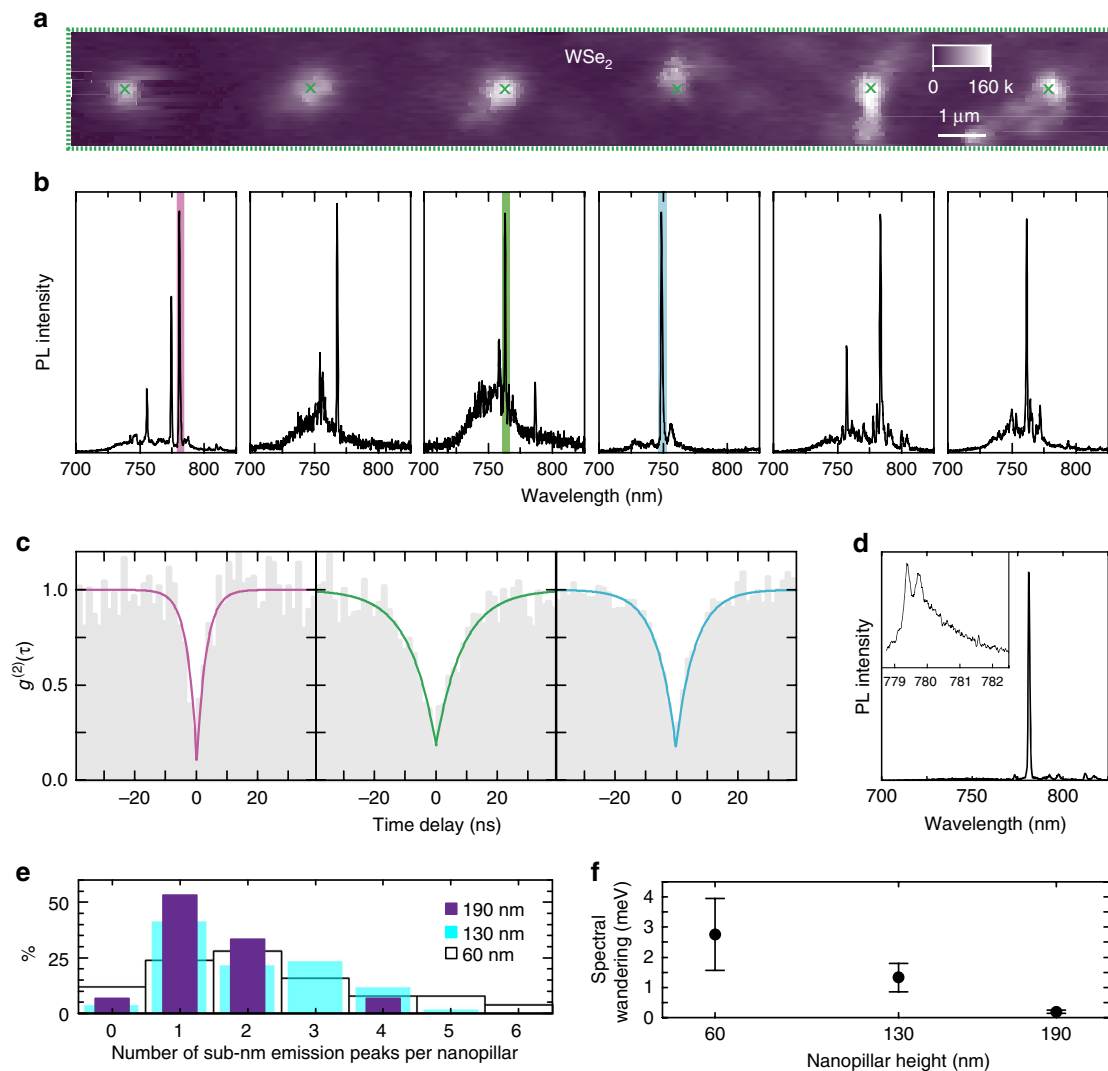 a
WSe2
0 160 k
1 μm
b
PL intensity
700 750 800 700 750 800 700 750 800 700 750 800 700 750 800 700 750 800
Wavelength (nm)
c
g(2)(τ)
1.0
0.5
0.0
−20 0 20 −20 0 20 −20 0 20
Time delay (ns)
d
PL intensity
779 780 781 782
700 750 800
Wavelength (nm)
e
%
50
25
0
190 nm
130 nm
60 nm
0 1 2 3 4 5 6
Number of sub-nm emission peaks per nanopillar
f
Spectral
wandering (meV)
4
3
2
1
0
60 130 190
Nanopillar height (nm)